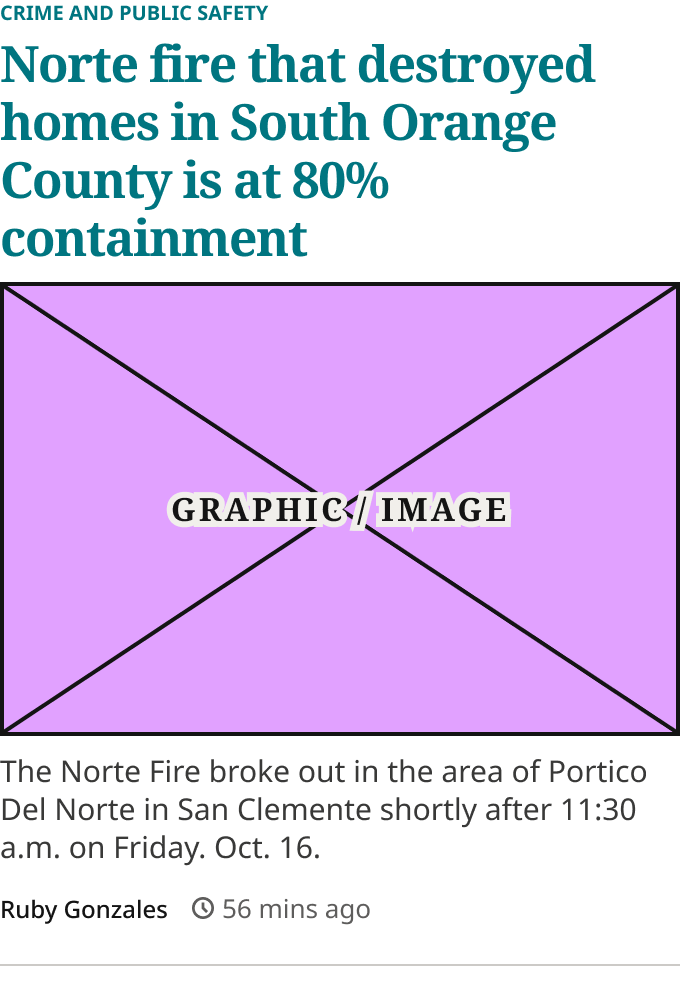 CRIME AND PUBLIC SAFETY
Norte fire that destroyed
homes in South Orange
County is at 80%
containment
GRAPHIC / IMAGE
The Norte Fire broke out in the area of Portico
Del Norte in San Clemente shortly after 11:30
a.m. on Friday. Oct. 16.
Ruby Gonzales 56 mins ago